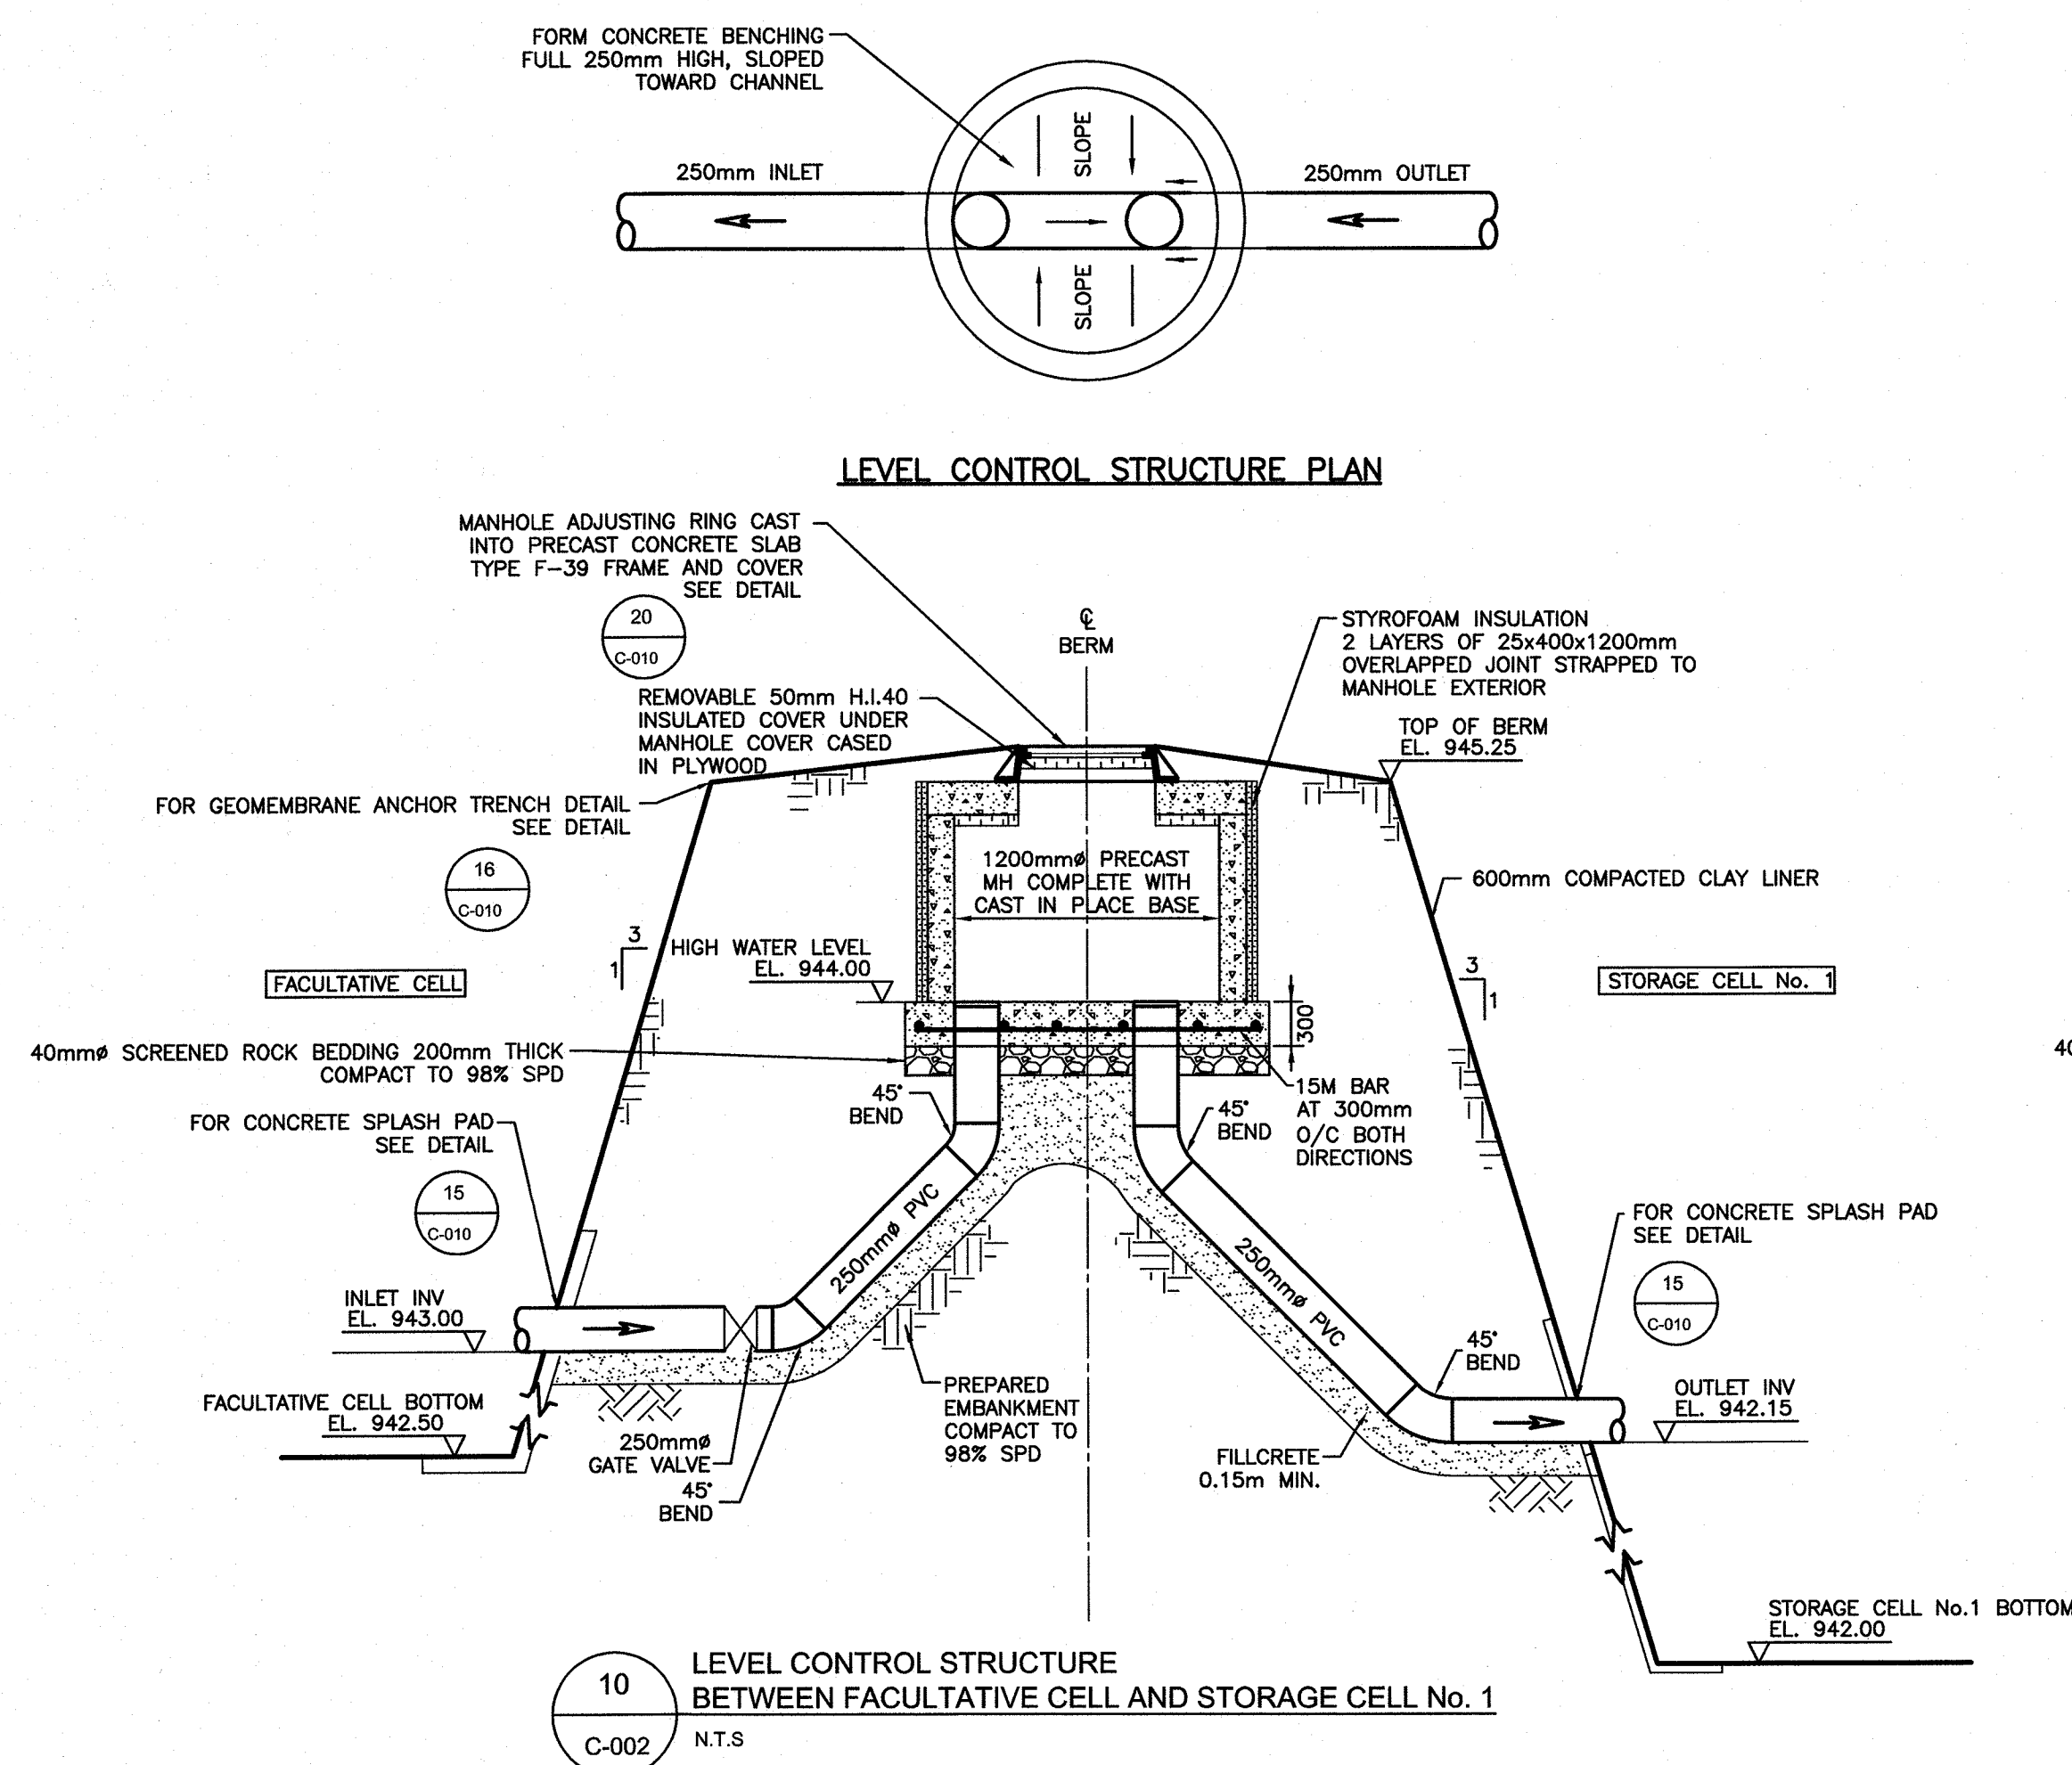 FORM CONCRETE BENCHING
FULL 250mm HIGH, SLOPED
TOWARD CHANNEL
250mm INLET
SLOPE
SLOPE
250mm OUTLET
LEVEL CONTROL STRUCTURE PLAN
MANHOLE ADJUSTING RING CAST
INTO PRECAST CONCRETE SLAB
TYPE F-39 FRAME AND COVER
SEE DETAIL
20
C-010
℄
BERM
STYROFOAM INSULATION
2 LAYERS OF 25x400x1200mm
OVERLAPPED JOINT STRAPPED TO
MANHOLE EXTERIOR
REMOVABLE 50mm H.I.40
INSULATED COVER UNDER
MANHOLE COVER CASED
IN PLYWOOD
TOP OF BERM
EL. 945.25
FOR GEOMEMBRANE ANCHOR TRENCH DETAIL
SEE DETAIL
16
C-010
1200mmø PRECAST
MH COMPLETE WITH
CAST IN PLACE BASE
600mm COMPACTED CLAY LINER
3
1
HIGH WATER LEVEL
EL. 944.00
FACULTATIVE CELL
3
1
STORAGE CELL No. 1
300
40mmø SCREENED ROCK BEDDING 200mm THICK
COMPACT TO 98% SPD
40
45°
BEND
45°
BEND
15M BAR
AT 300mm
O/C BOTH
DIRECTIONS
FOR CONCRETE SPLASH PAD
SEE DETAIL
15
C-010
250mmø PVC
250mmø PVC
FOR CONCRETE SPLASH PAD
SEE DETAIL
15
C-010
INLET INV
EL. 943.00
45°
BEND
FACULTATIVE CELL BOTTOM
EL. 942.50
PREPARED
EMBANKMENT
COMPACT TO
98% SPD
OUTLET INV
EL. 942.15
250mmø
GATE VALVE
45°
BEND
FILLCRETE
0.15m MIN.
STORAGE CELL No.1 BOTTOM
EL. 942.00
10
C-002
LEVEL CONTROL STRUCTURE
BETWEEN FACULTATIVE CELL AND STORAGE CELL No. 1
N.T.S